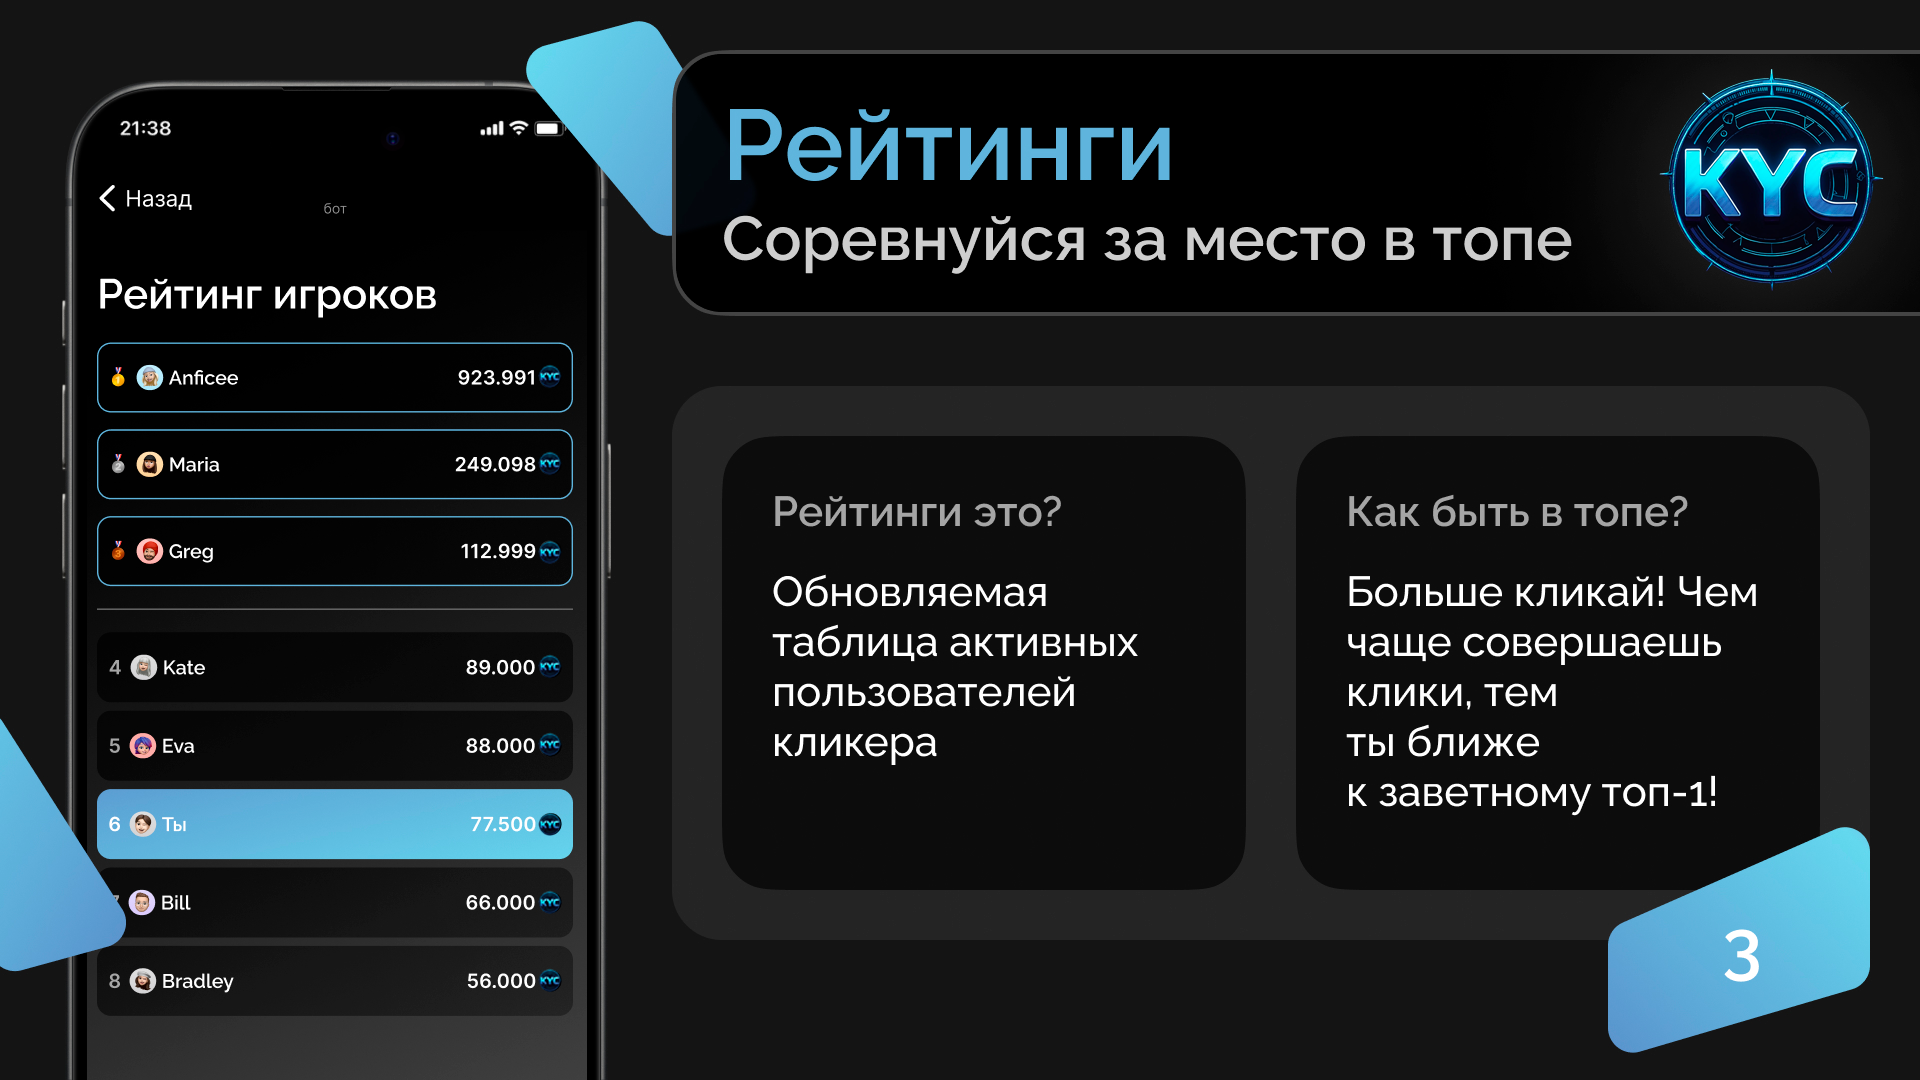 21:38
Назад
бот
Рейтинг игроков
1 Anficee 923.991 KYC
2 Maria 249.098 KYC
3 Greg 112.999 KYC
4 Kate 89.000 KYC
5 Eva 88.000 KYC
6 Ты 77.500 KYC
7 Bill 66.000 KYC
8 Bradley 56.000 KYC
Рейтинги
Соревнуйся за место в топе
KYC
Рейтинги это?
Обновляемая
таблица активных
пользователей
кликера
Как быть в топе?
Больше кликай! Чем
чаще совершаешь
клики, тем
ты ближе
к заветному топ-1!
3